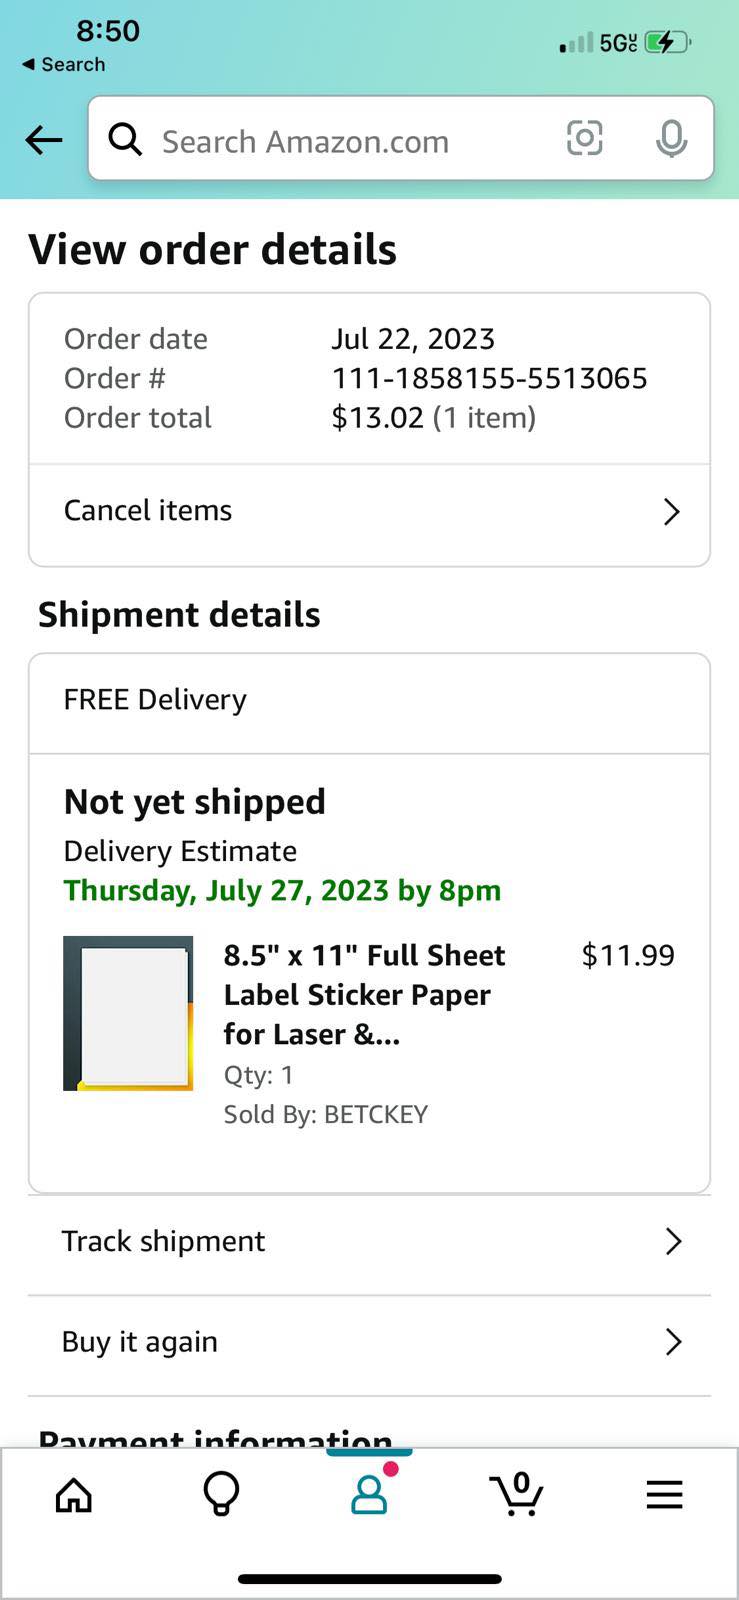 8:50
5G
◀ Search
Search Amazon.com
View order details
Order date Jul 22, 2023
Order # 111-1858155-5513065
Order total $13.02 (1 item)
Cancel items
Shipment details
FREE Delivery
Not yet shipped
Delivery Estimate
Thursday, July 27, 2023 by 8pm
8.5" x 11" Full Sheet $11.99
Label Sticker Paper
for Laser &...
Qty: 1
Sold By: BETCKEY
Track shipment
Buy it again
Payment information
0